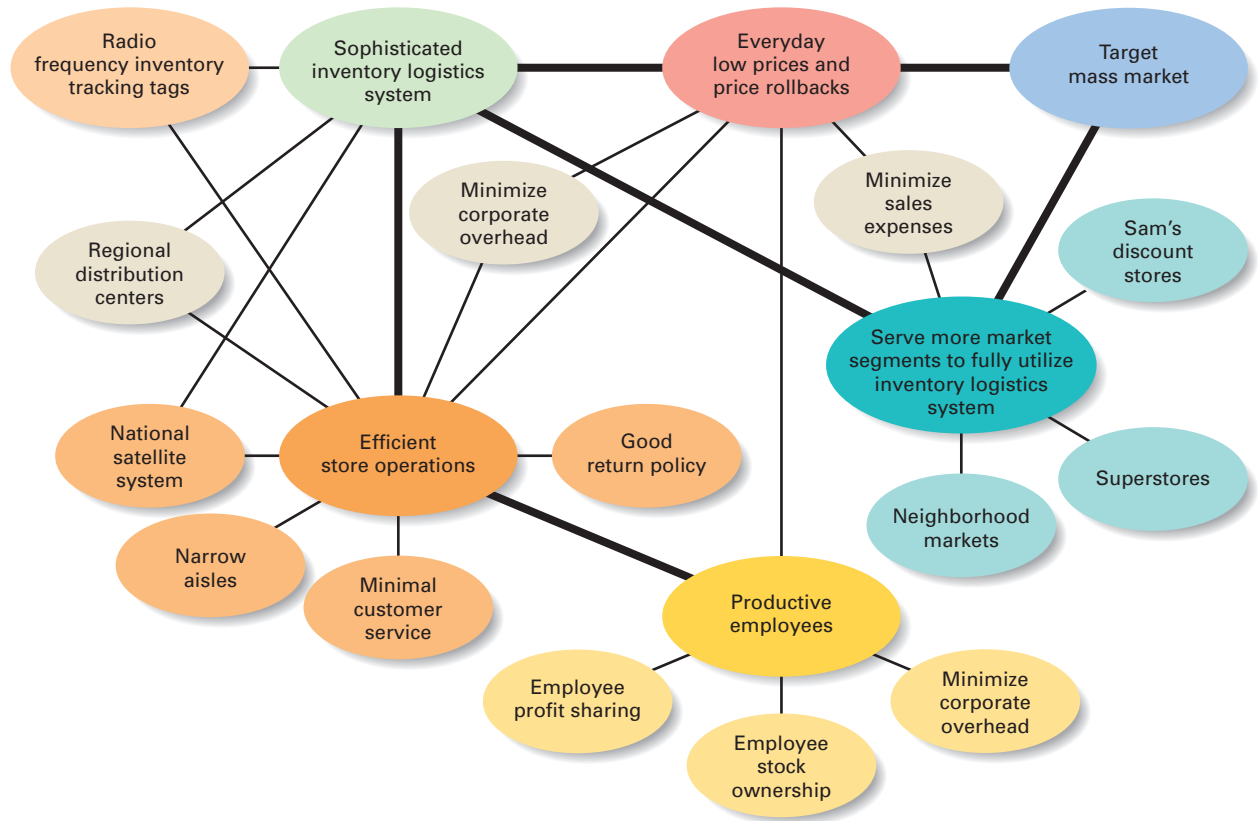 Radio
frequency inventory
tracking tags
Sophisticated
inventory logistics
system
Everyday
low prices and
price rollbacks
Target
mass market
Minimize
corporate
overhead
Minimize
sales
expenses
Regional
distribution
centers
Sam's
discount
stores
Serve more market
segments to fully utilize
inventory logistics
system
National
satellite
system
Efficient
store operations
Good
return policy
Superstores
Neighborhood
markets
Narrow
aisles
Minimal
customer
service
Productive
employees
Employee
profit sharing
Employee
stock
ownership
Minimize
corporate
overhead